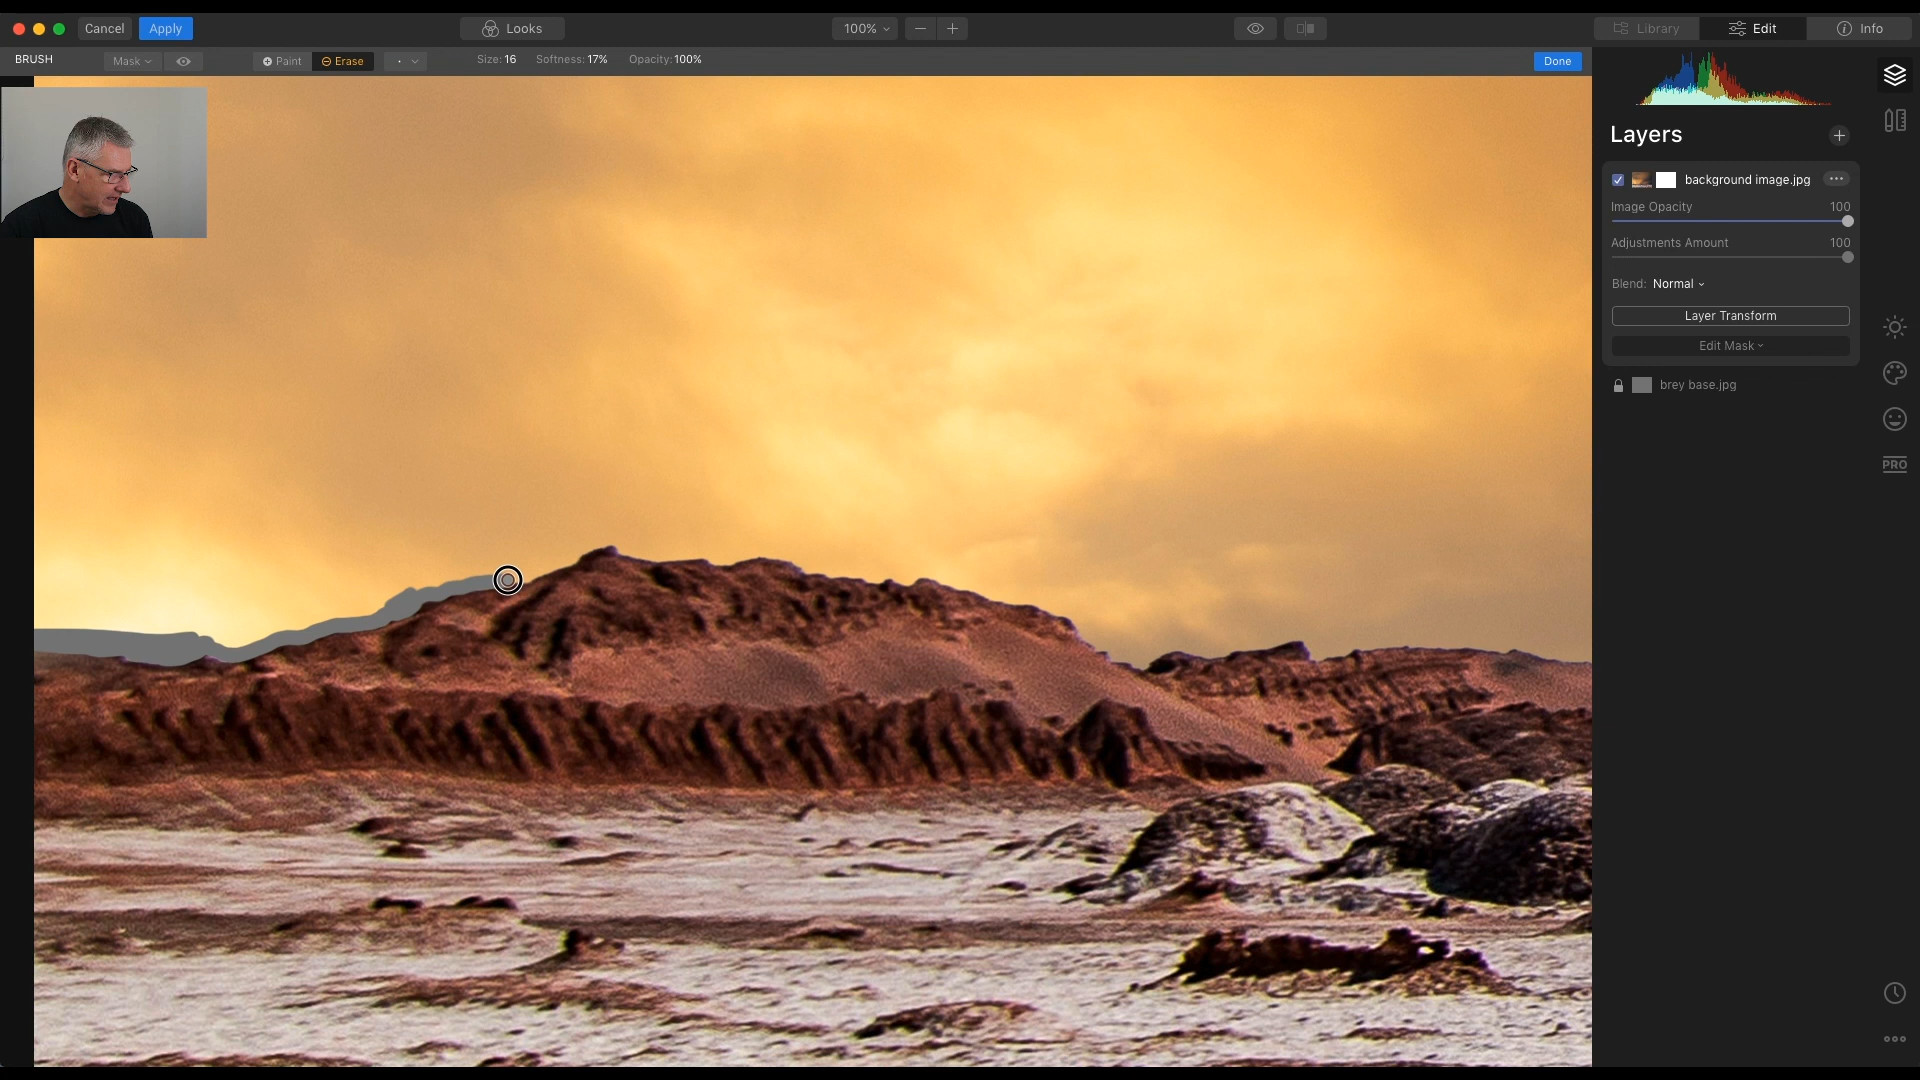 Cancel Apply Looks 100% Library Edit Info
BRUSH Mask Paint Erase Size: 16 Softness: 17% Opacity: 100% Done
Layers
background image.jpg
Image Opacity 100
Adjustments Amount 100
Blend: Normal
Layer Transform
Edit Mask
brey base.jpg
PRO